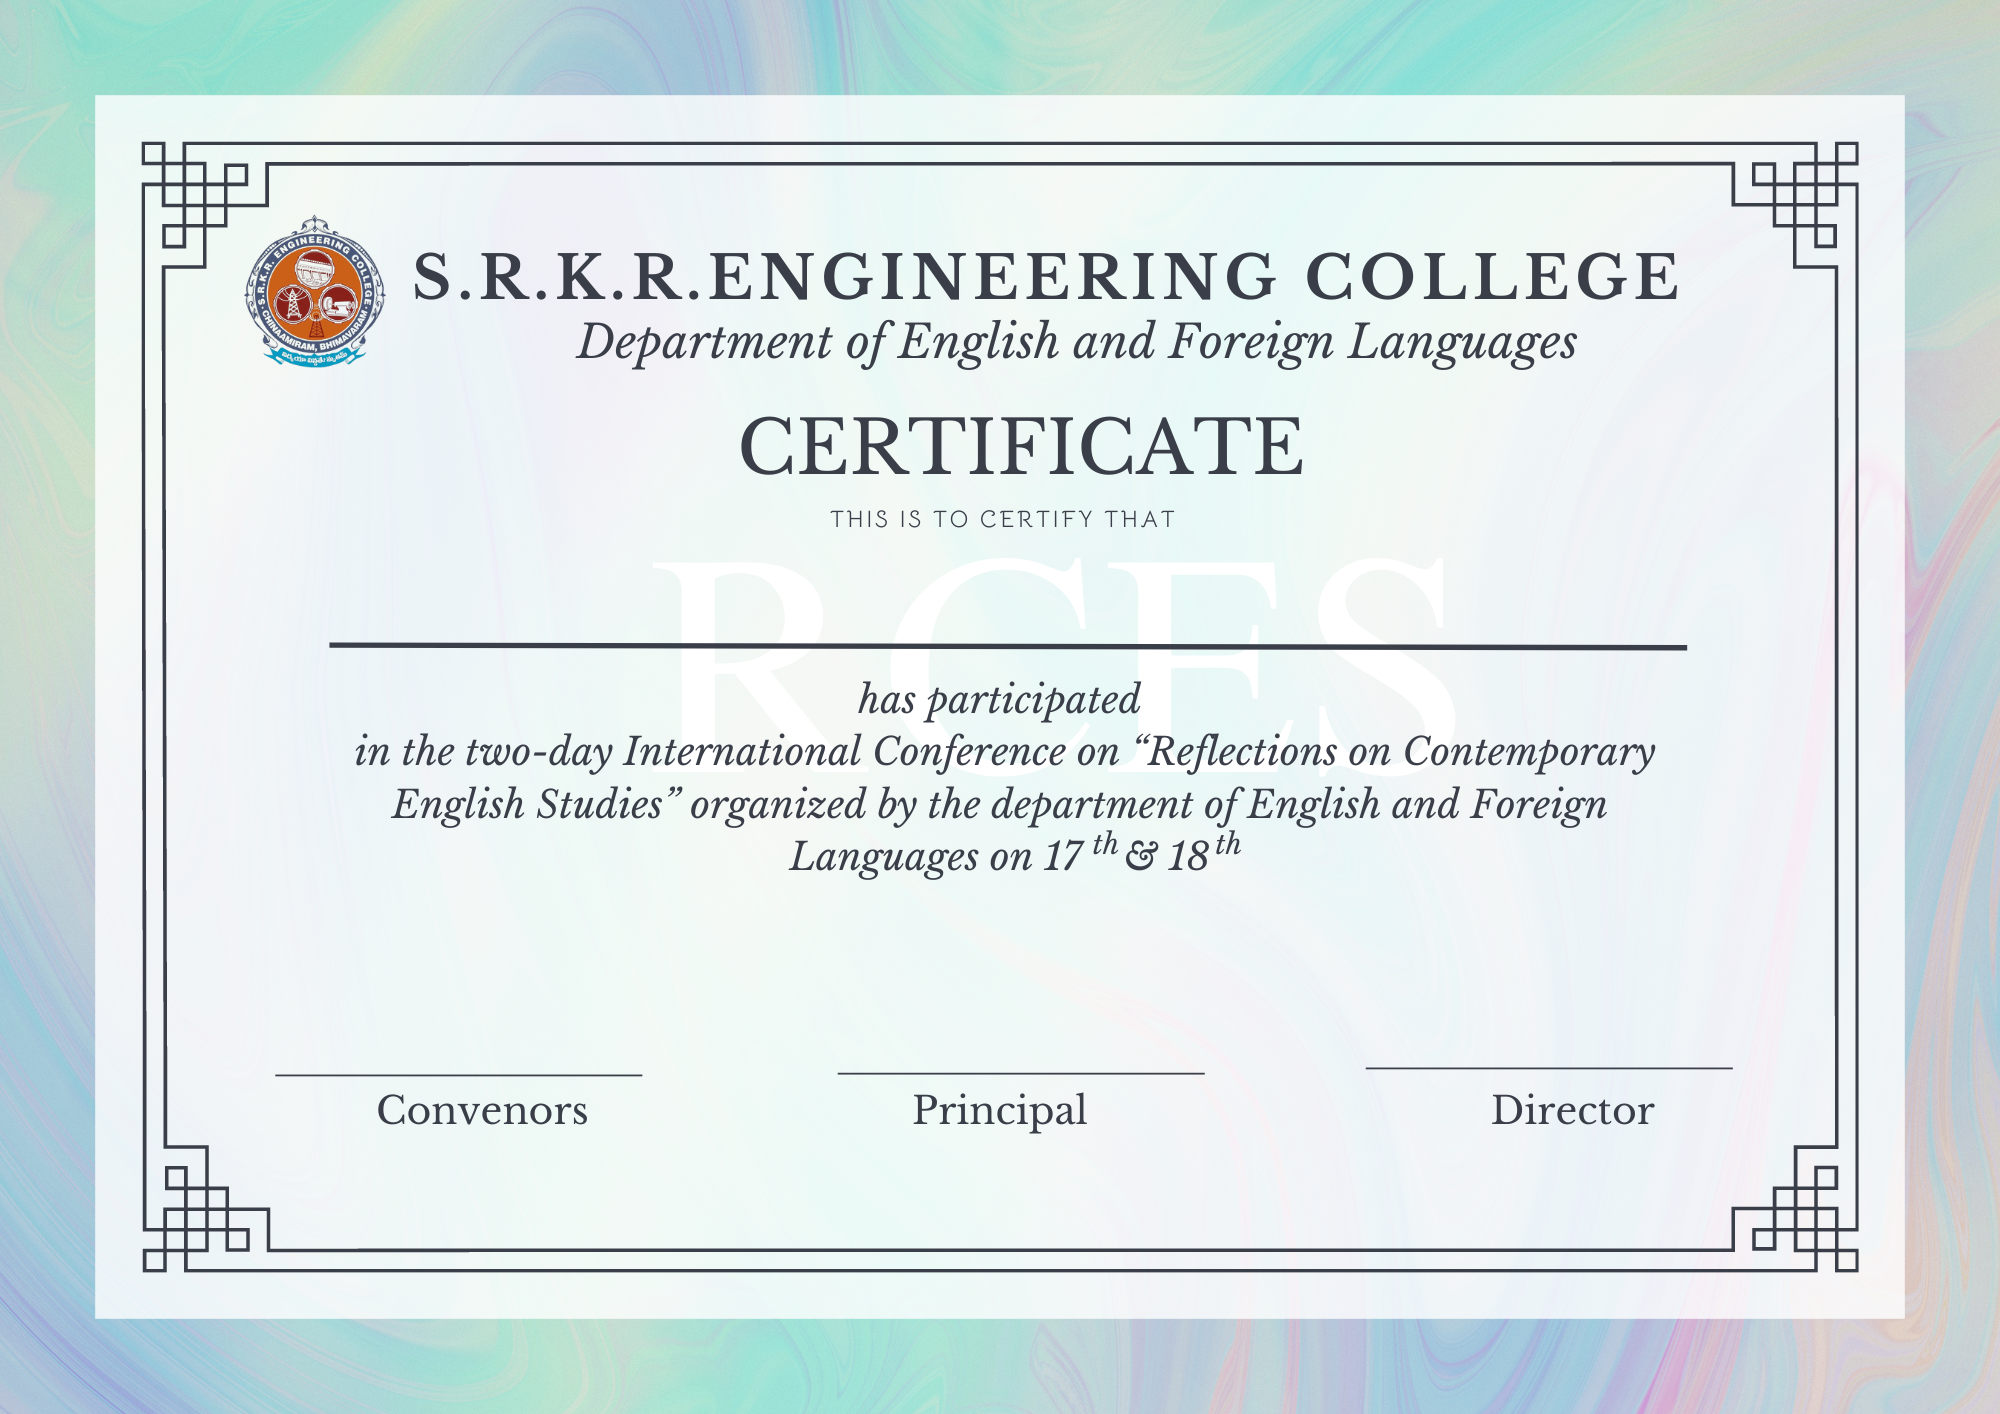 S.R.K.R. ENGINEERING COLLEGE
CHINAAMIRAM, BHIMAVARAM
S.R.K.R.ENGINEERING COLLEGE
Department of English and Foreign Languages
CERTIFICATE
THIS IS TO CERTIFY THAT
RCES
has participated
in the two-day International Conference on “Reflections on Contemporary
English Studies” organized by the department of English and Foreign
Languages on 17 th & 18 th
Convenors
Principal
Director